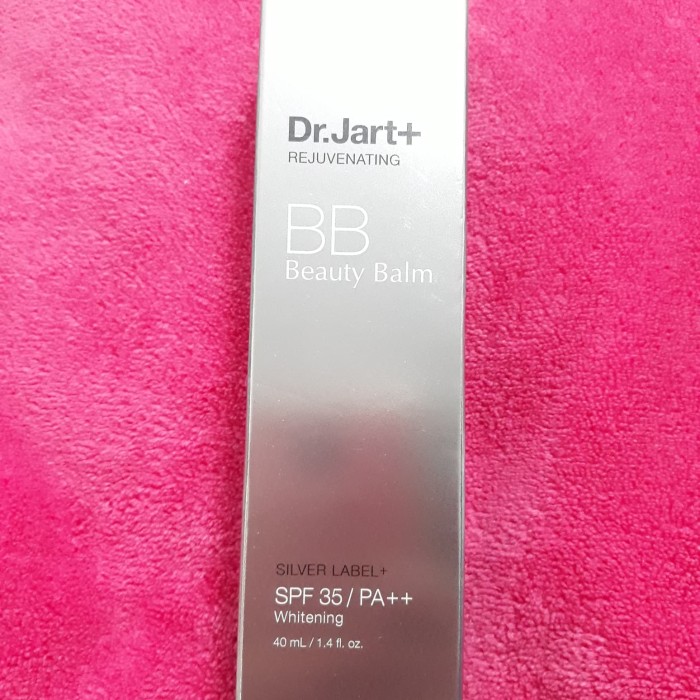 Dr.Jart+
REJUVENATING
BB
Beauty Balm
SILVER LABEL+
SPF 35 / PA++
Whitening
40 mL / 1.4 fl. oz.